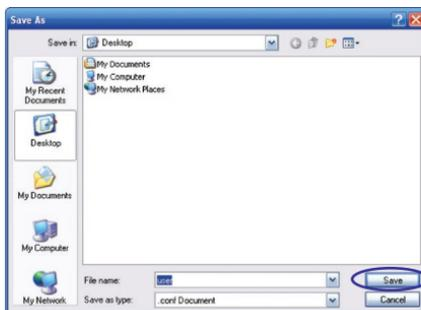 Save As
Save in: Desktop
My Documents
My Computer
My Network Places
My Recent
Documents
Desktop
My Documents
My Computer
My Network
File name: user
Save
Save as type: .conf Document
Cancel